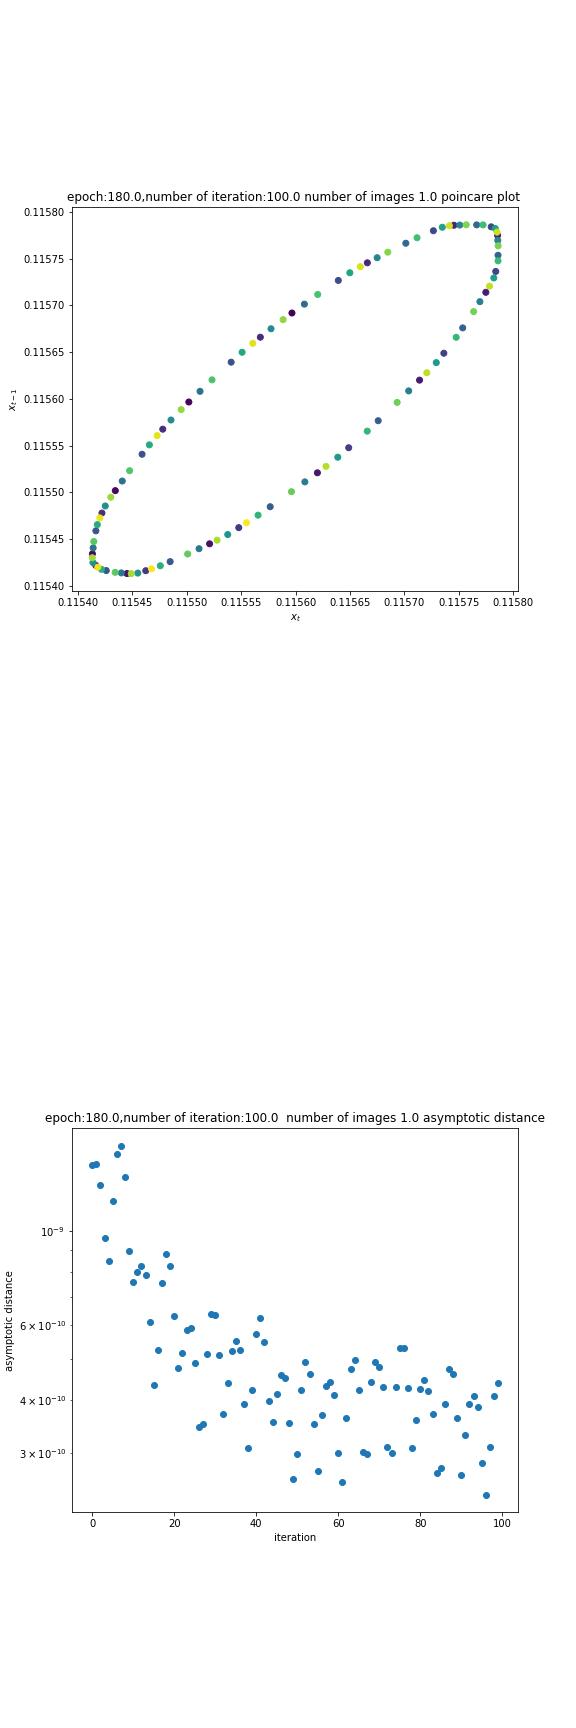 epoch:180.0,number of iteration:100.0 number of images 1.0 poincare plot
0.11580
0.11575
0.11570
0.11565
0.11560
0.11555
0.11550
0.11545
0.11540
x_{t−1}
0.11540 0.11545 0.11550 0.11555 0.11560 0.11565 0.11570 0.11575 0.11580
x_t
epoch:180.0,number of iteration:100.0 number of images 1.0 asymptotic distance
10⁻⁹
6 × 10⁻¹⁰
4 × 10⁻¹⁰
3 × 10⁻¹⁰
asymptotic distance
0 20 40 60 80 100
iteration